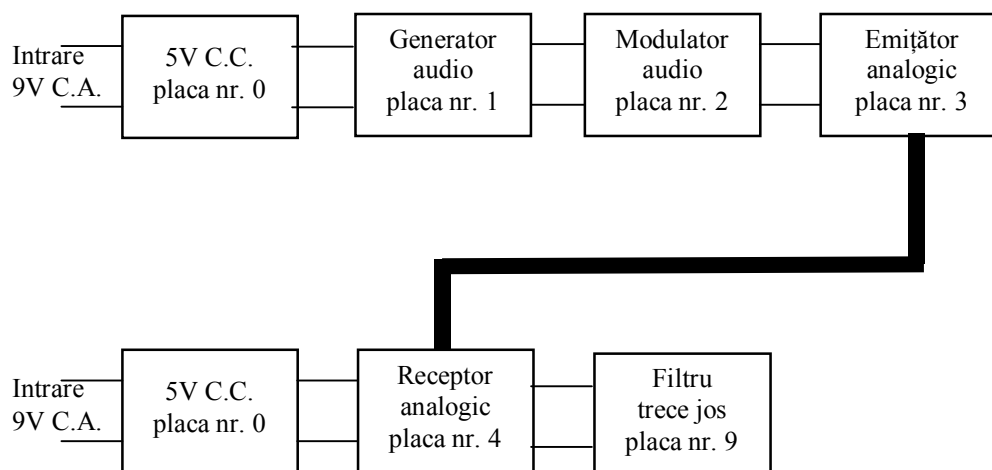 Intrare
9V C.A.
5V C.C.
placa nr. 0
Generator
audio
placa nr. 1
Modulator
audio
placa nr. 2
Emițător
analogic
placa nr. 3
Intrare
9V C.A.
5V C.C.
placa nr. 0
Receptor
analogic
placa nr. 4
Filtru
trece jos
placa nr. 9